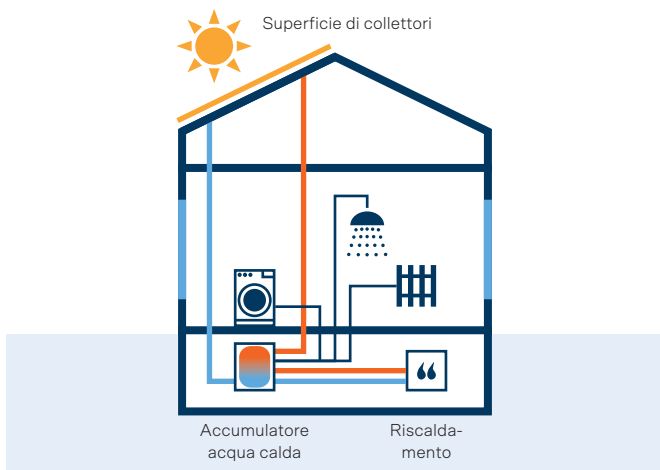 Superficie di collettori
Accumulatore
acqua calda
Riscalda-
mento